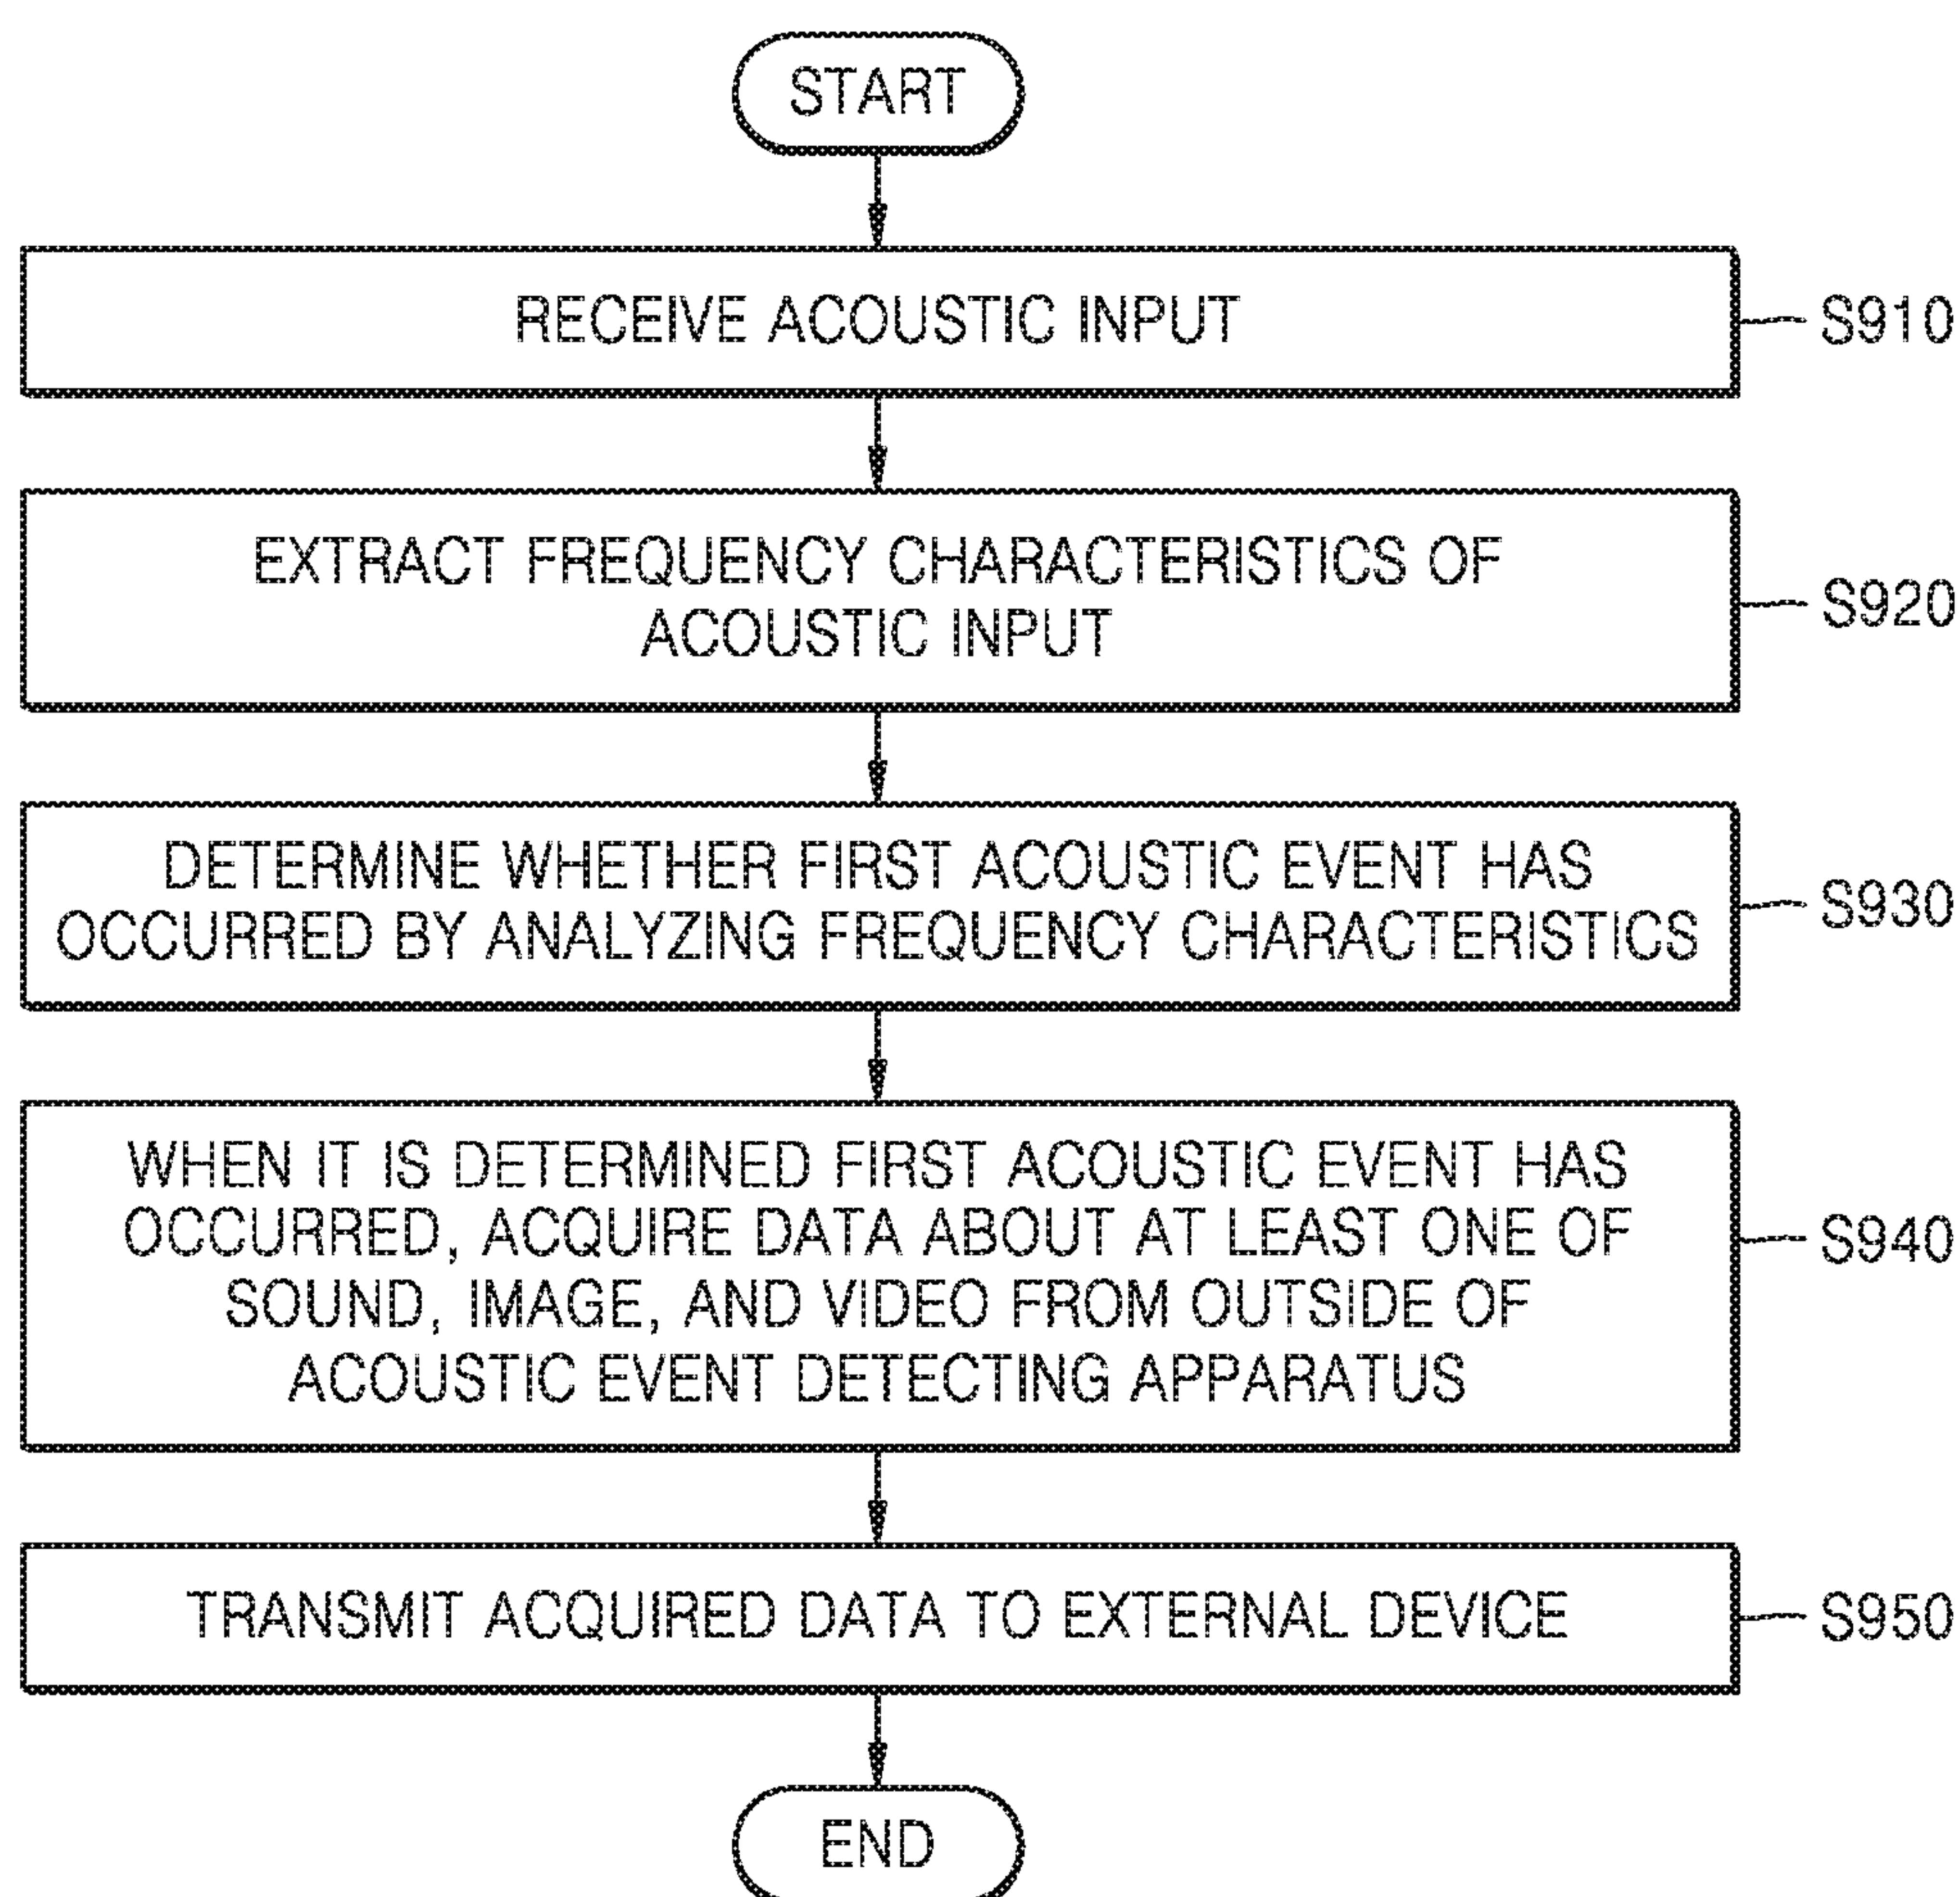 START
RECEIVE ACOUSTIC INPUT
S910
EXTRACT FREQUENCY CHARACTERISTICS OF
ACOUSTIC INPUT
S920
DETERMINE WHETHER FIRST ACOUSTIC EVENT HAS
OCCURRED BY ANALYZING FREQUENCY CHARACTERISTICS
S930
WHEN IT IS DETERMINED FIRST ACOUSTIC EVENT HAS
OCCURRED, ACQUIRE DATA ABOUT AT LEAST ONE OF
SOUND, IMAGE, AND VIDEO FROM OUTSIDE OF
ACOUSTIC EVENT DETECTING APPARATUS
S940
TRANSMIT ACQUIRED DATA TO EXTERNAL DEVICE
S950
END